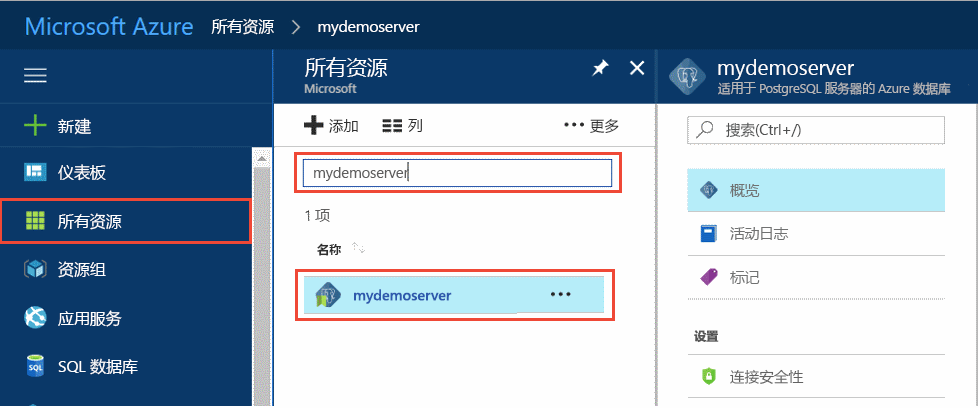 Microsoft Azure 所有资源 > mydemoserver
新建
仪表板
所有资源
资源组
应用服务
SQL 数据库
所有资源
Microsoft
添加 列 更多
mydemoserver
1 项
名称
mydemoserver
mydemoserver
适用于 PostgreSQL 服务器的 Azure 数据库
搜索(Ctrl+/)
概览
活动日志
标记
设置
连接安全性